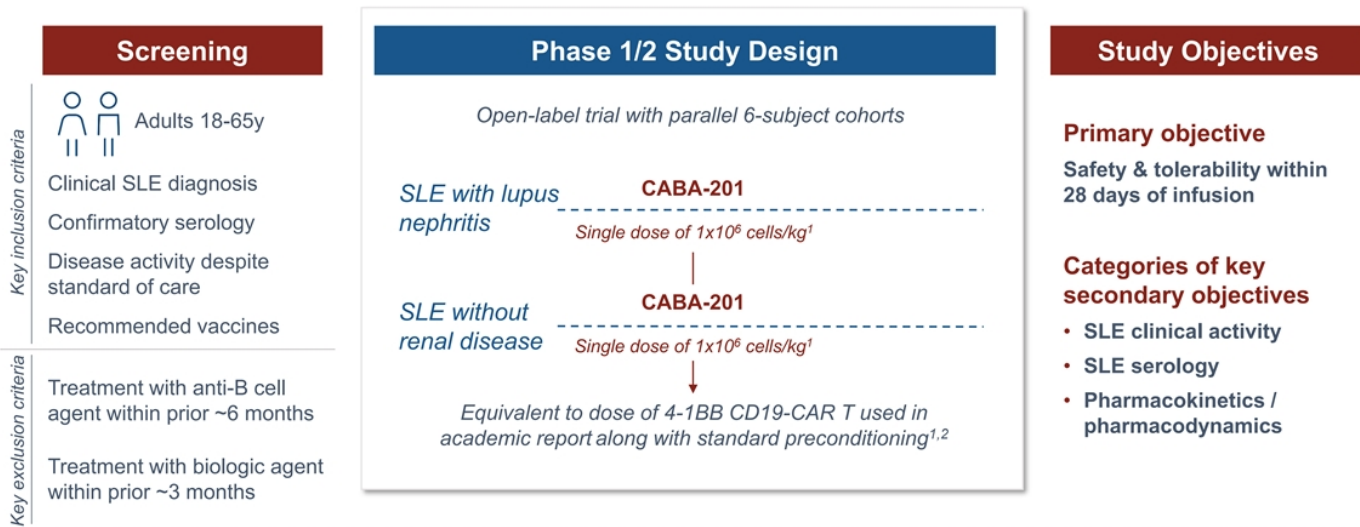 Screening
Key inclusion criteria
Adults 18-65y
Clinical SLE diagnosis
Confirmatory serology
Disease activity despite
standard of care
Recommended vaccines
Key exclusion criteria
Treatment with anti-B cell
agent within prior ~6 months
Treatment with biologic agent
within prior ~3 months
Phase 1/2 Study Design
Open-label trial with parallel 6-subject cohorts
SLE with lupus
nephritis
CABA-201
Single dose of 1x10⁶ cells/kg¹
SLE without
renal disease
CABA-201
Single dose of 1x10⁶ cells/kg¹
Equivalent to dose of 4-1BB CD19-CAR T used in
academic report along with standard preconditioning¹,²
Study Objectives
Primary objective
Safety & tolerability within
28 days of infusion
Categories of key
secondary objectives
• SLE clinical activity
• SLE serology
• Pharmacokinetics /
pharmacodynamics